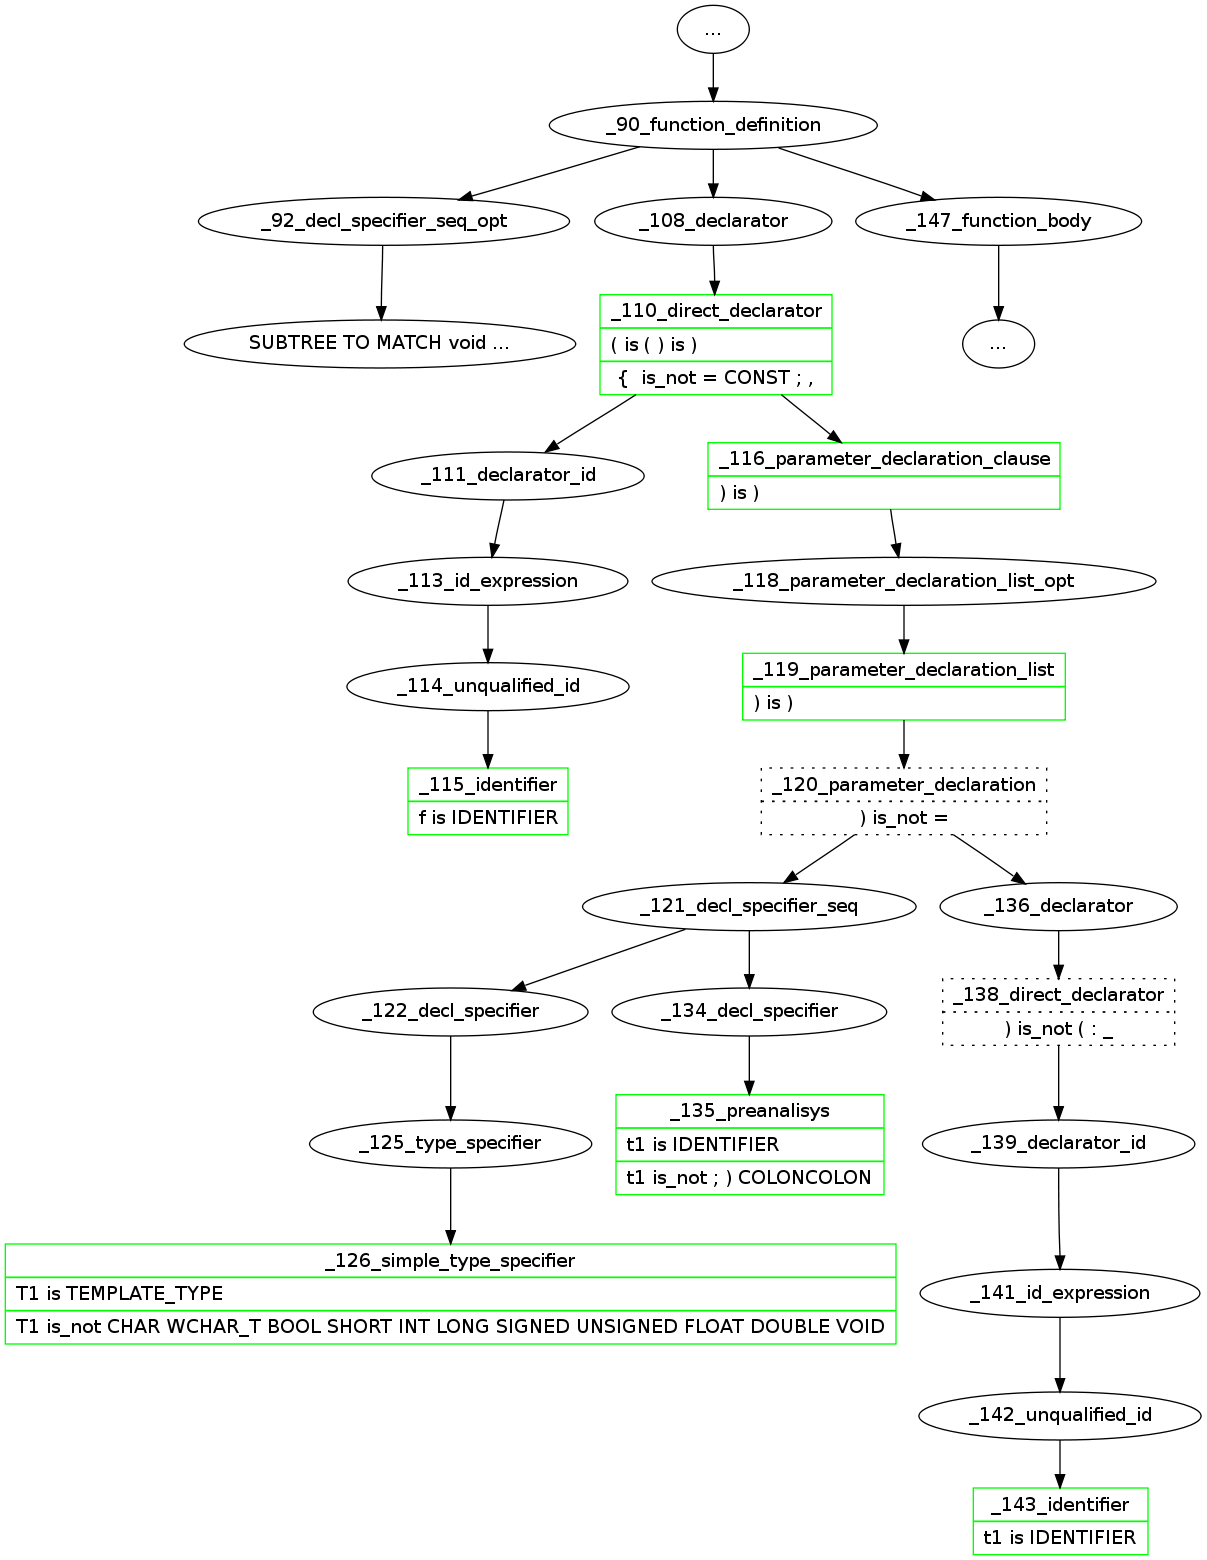 ...
_90_function_definition
_92_decl_specifier_seq_opt
_108_declarator
_147_function_body
SUBTREE TO MATCH void ...
_110_direct_declarator
( is ( ) is )
{  is_not = CONST ; ,
...
_111_declarator_id
_116_parameter_declaration_clause
) is )
_113_id_expression
_118_parameter_declaration_list_opt
_114_unqualified_id
_119_parameter_declaration_list
) is )
_115_identifier
f is IDENTIFIER
_120_parameter_declaration
) is_not =
_121_decl_specifier_seq
_136_declarator
_122_decl_specifier
_134_decl_specifier
_138_direct_declarator
) is_not ( : _
_125_type_specifier
_135_preanalisys
t1 is IDENTIFIER
t1 is_not ; ) COLONCOLON
_139_declarator_id
_126_simple_type_specifier
T1 is TEMPLATE_TYPE
T1 is_not CHAR WCHAR_T BOOL SHORT INT LONG SIGNED UNSIGNED FLOAT DOUBLE VOID
_141_id_expression
_142_unqualified_id
_143_identifier
t1 is IDENTIFIER